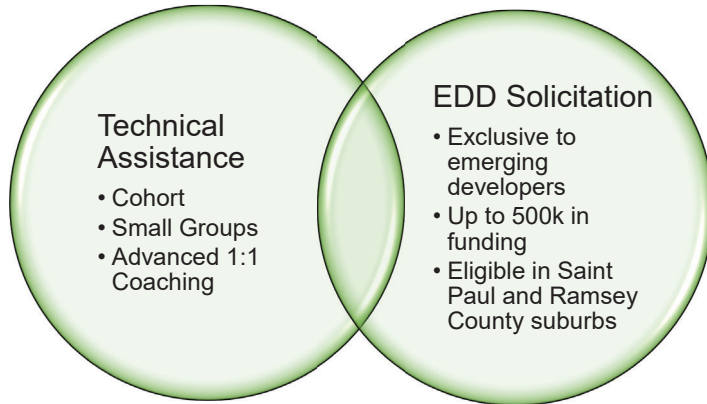 Technical
Assistance
• Cohort
• Small Groups
• Advanced 1:1
Coaching
EDD Solicitation
• Exclusive to
emerging
developers
• Up to 500k in
funding
• Eligible in Saint
Paul and Ramsey
County suburbs